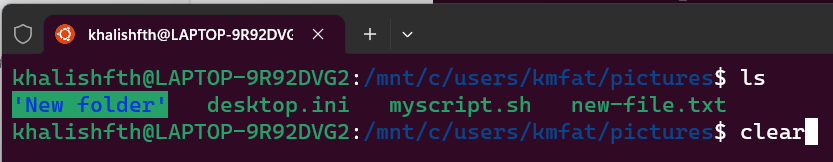 khalishfth@LAPTOP-9R92DVG
khalishfth@LAPTOP-9R92DVG2:/mnt/c/users/kmfat/pictures$ ls
'New folder' desktop.ini myscript.sh new-file.txt
khalishfth@LAPTOP-9R92DVG2:/mnt/c/users/kmfat/pictures$ clear